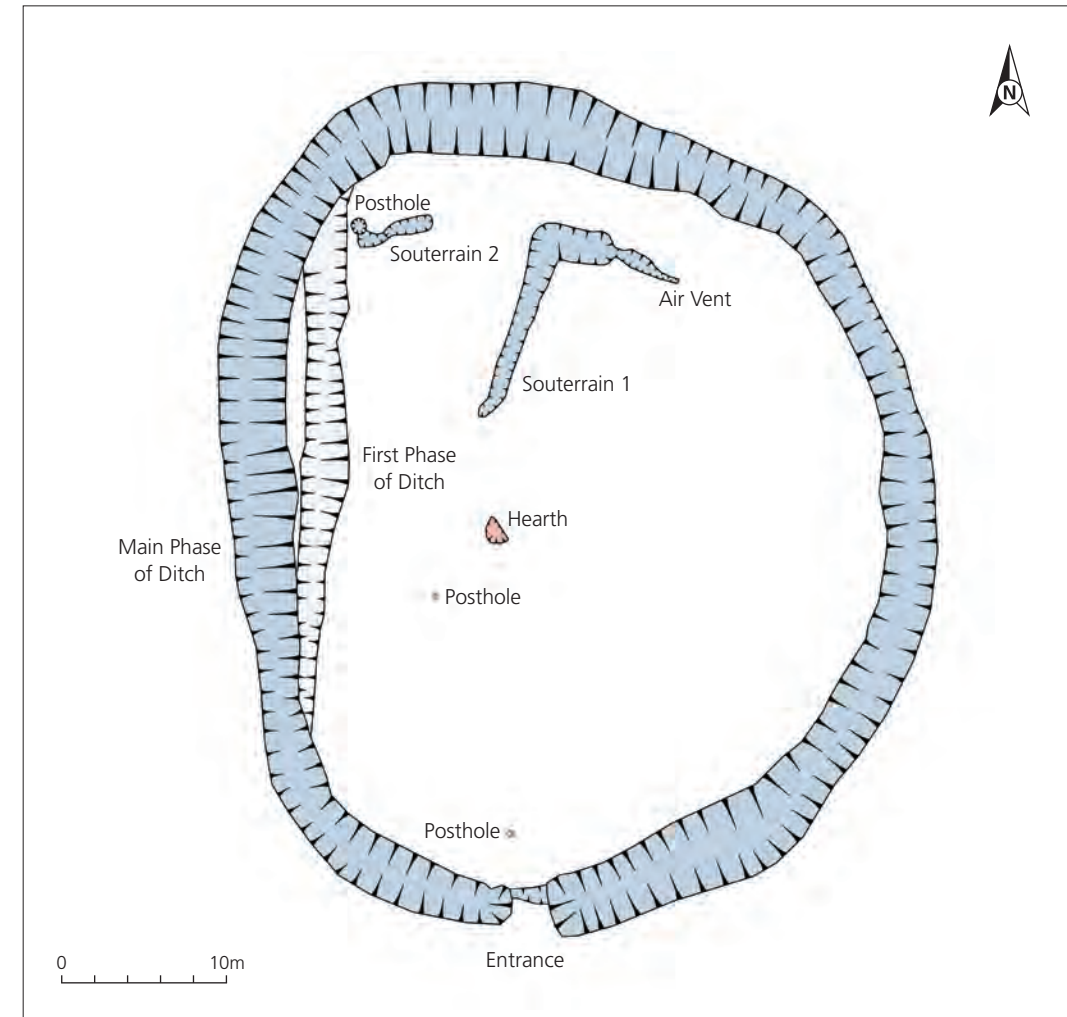 N
Posthole
Souterrain 2
Air Vent
Souterrain 1
First Phase
of Ditch
Hearth
Main Phase
of Ditch
Posthole
Posthole
Entrance
0 10m